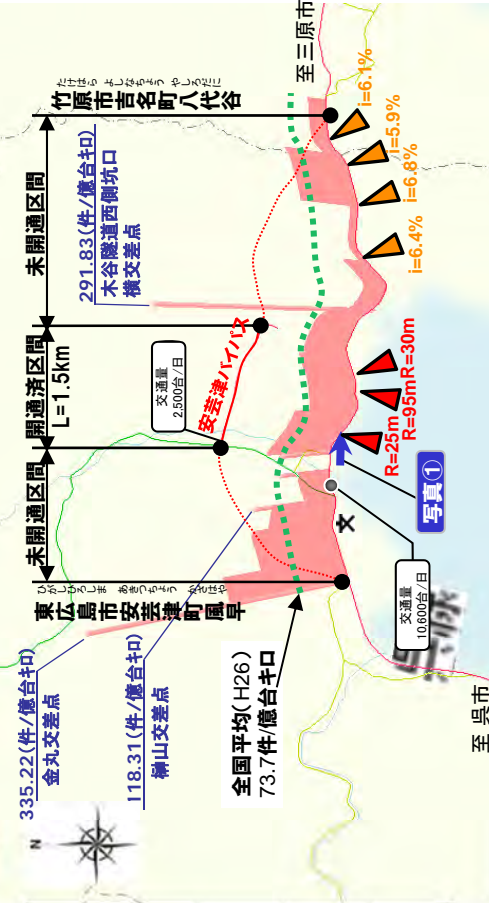 たけはら よしなちょう やしろだに
竹原市吉名町八代谷
至三原市
未開通区間
開通済区間
L=1.5km
未開通区間
291.83(件/億台キロ)
木谷隧道西側坑口
横交差点
i=6.1%
i=5.9%
i=6.8%
i=6.4%
安芸津バイパス
交通量
2,500台/日
R=30m
R=95m
R=25m
写真①
文
交通量
10,600台/日
ひがしひろしま あきつちょう かざはや
東広島市安芸津町風早
335.22(件/億台キロ)
金丸交差点
118.31(件/億台キロ)
榊山交差点
全国平均(H26)
73.7件/億台キロ
至 呉市
N